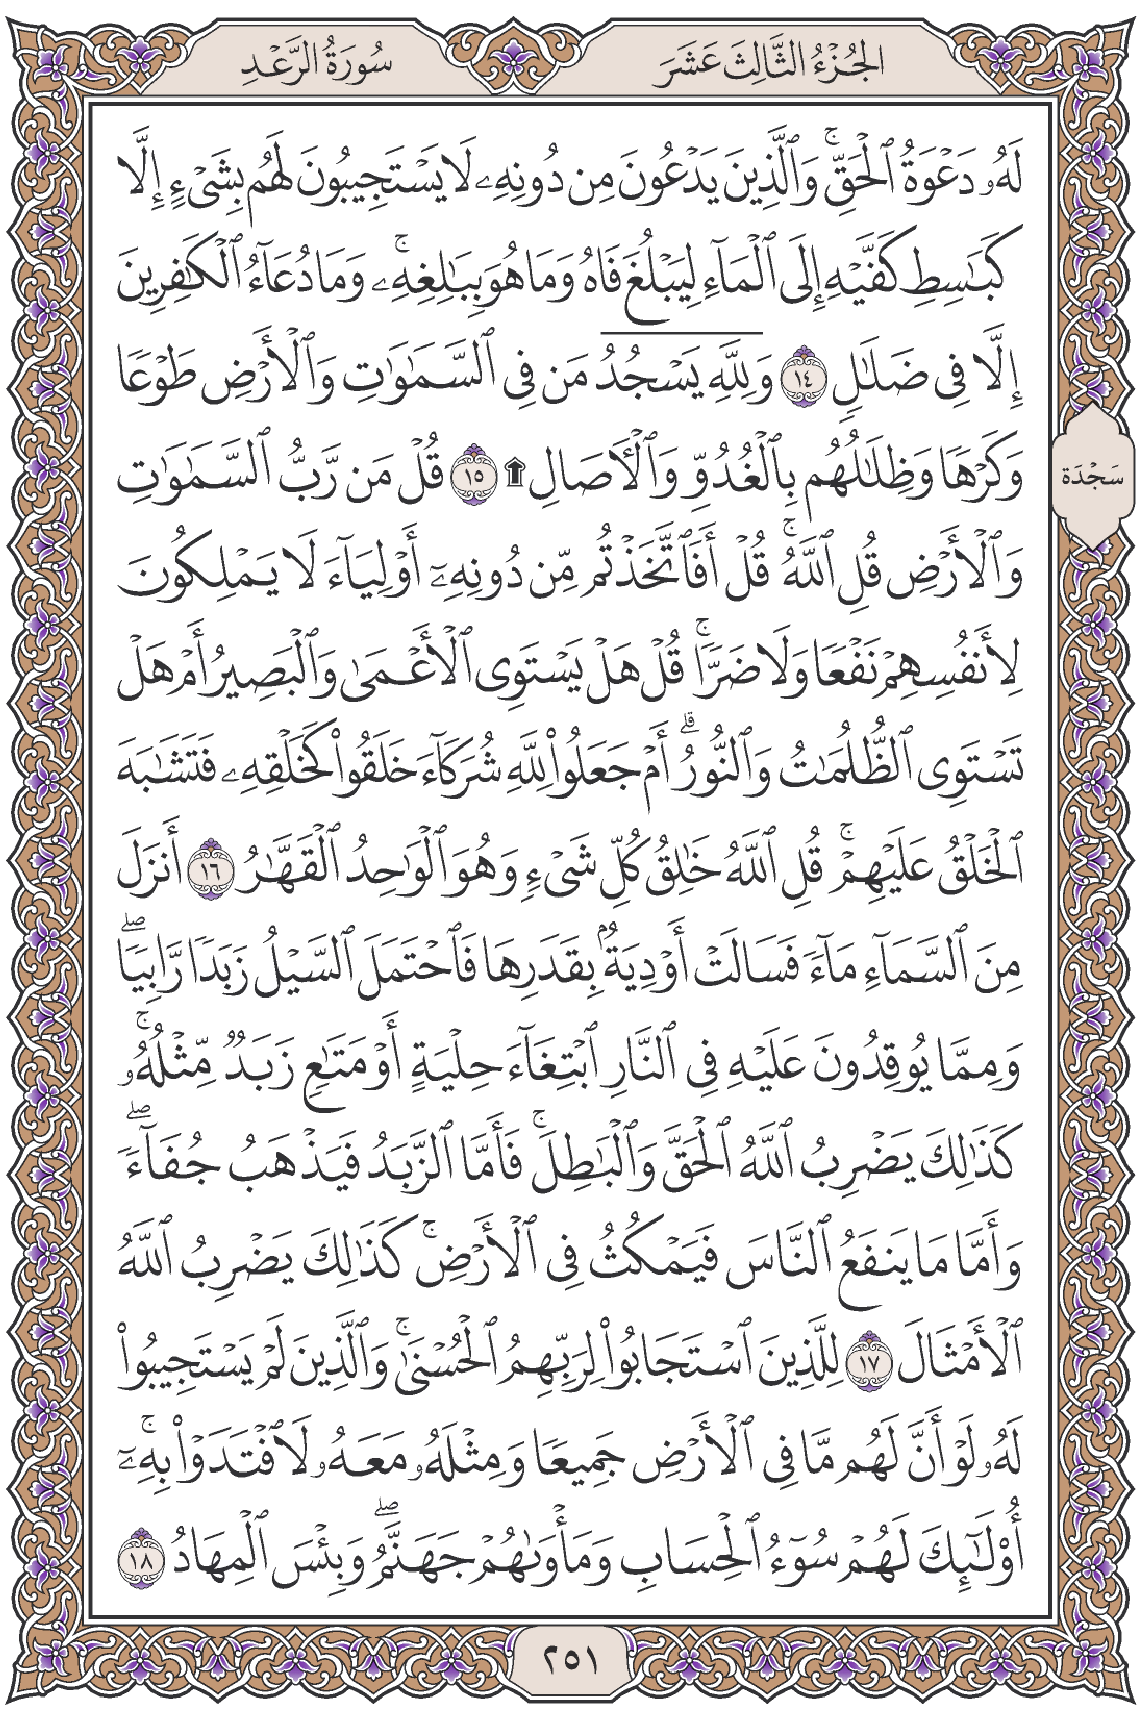 الجُزْءُ الثَّالِثَ عَشَرَ
سُورَةُ الرَّعْدِ
لَهُۥ دَعْوَةُ ٱلْحَقِّۚ وَٱلَّذِينَ يَدْعُونَ مِن دُونِهِۦ لَا يَسْتَجِيبُونَ لَهُم بِشَىْءٍ إِلَّا
كَبَـٰسِطِ كَفَّيْهِ إِلَى ٱلْمَآءِ لِيَبْلُغَ فَاهُ وَمَا هُوَ بِبَـٰلِغِهِۦۚ وَمَا دُعَآءُ ٱلْكَـٰفِرِينَ
إِلَّا فِى ضَلَـٰلٍ ١٤ وَلِلَّهِ يَسْجُدُ مَن فِى ٱلسَّمَـٰوَٰتِ وَٱلْأَرْضِ طَوْعًا
وَكَرْهًا وَظِلَـٰلُهُم بِٱلْغُدُوِّ وَٱلْـَٔاصَالِ ۩ ١٥ قُلْ مَن رَّبُّ ٱلسَّمَـٰوَٰتِ
سَجْدَة
وَٱلْأَرْضِ قُلِ ٱللَّهُۚ قُلْ أَفَٱتَّخَذْتُم مِّن دُونِهِۦٓ أَوْلِيَآءَ لَا يَمْلِكُونَ
لِأَنفُسِهِمْ نَفْعًا وَلَا ضَرًّاۚ قُلْ هَلْ يَسْتَوِى ٱلْأَعْمَىٰ وَٱلْبَصِيرُ أَمْ هَلْ
تَسْتَوِى ٱلظُّلُمَـٰتُ وَٱلنُّورُۗ أَمْ جَعَلُوا۟ لِلَّهِ شُرَكَآءَ خَلَقُوا۟ كَخَلْقِهِۦ فَتَشَـٰبَهَ
ٱلْخَلْقُ عَلَيْهِمْۚ قُلِ ٱللَّهُ خَـٰلِقُ كُلِّ شَىْءٍ وَهُوَ ٱلْوَٰحِدُ ٱلْقَهَّـٰرُ ١٦ أَنزَلَ
مِنَ ٱلسَّمَآءِ مَآءً فَسَالَتْ أَوْدِيَةٌۢ بِقَدَرِهَا فَٱحْتَمَلَ ٱلسَّيْلُ زَبَدًا رَّابِيًاۖ
وَمِمَّا يُوقِدُونَ عَلَيْهِ فِى ٱلنَّارِ ٱبْتِغَآءَ حِلْيَةٍ أَوْ مَتَـٰعٍ زَبَدٌ مِّثْلُهُۥۚ
كَذَٰلِكَ يَضْرِبُ ٱللَّهُ ٱلْحَقَّ وَٱلْبَـٰطِلَۚ فَأَمَّا ٱلزَّبَدُ فَيَذْهَبُ جُفَآءًۖ
وَأَمَّا مَا يَنفَعُ ٱلنَّاسَ فَيَمْكُثُ فِى ٱلْأَرْضِۚ كَذَٰلِكَ يَضْرِبُ ٱللَّهُ
ٱلْأَمْثَالَ ١٧ لِلَّذِينَ ٱسْتَجَابُوا۟ لِرَبِّهِمُ ٱلْحُسْنَىٰۚ وَٱلَّذِينَ لَمْ يَسْتَجِيبُوا۟
لَهُۥ لَوْ أَنَّ لَهُم مَّا فِى ٱلْأَرْضِ جَمِيعًا وَمِثْلَهُۥ مَعَهُۥ لَٱفْتَدَوْا۟ بِهِۦٓۚ
أُو۟لَـٰٓئِكَ لَهُمْ سُوٓءُ ٱلْحِسَابِ وَمَأْوَىٰهُمْ جَهَنَّمُۖ وَبِئْسَ ٱلْمِهَادُ ١٨
٢٥١